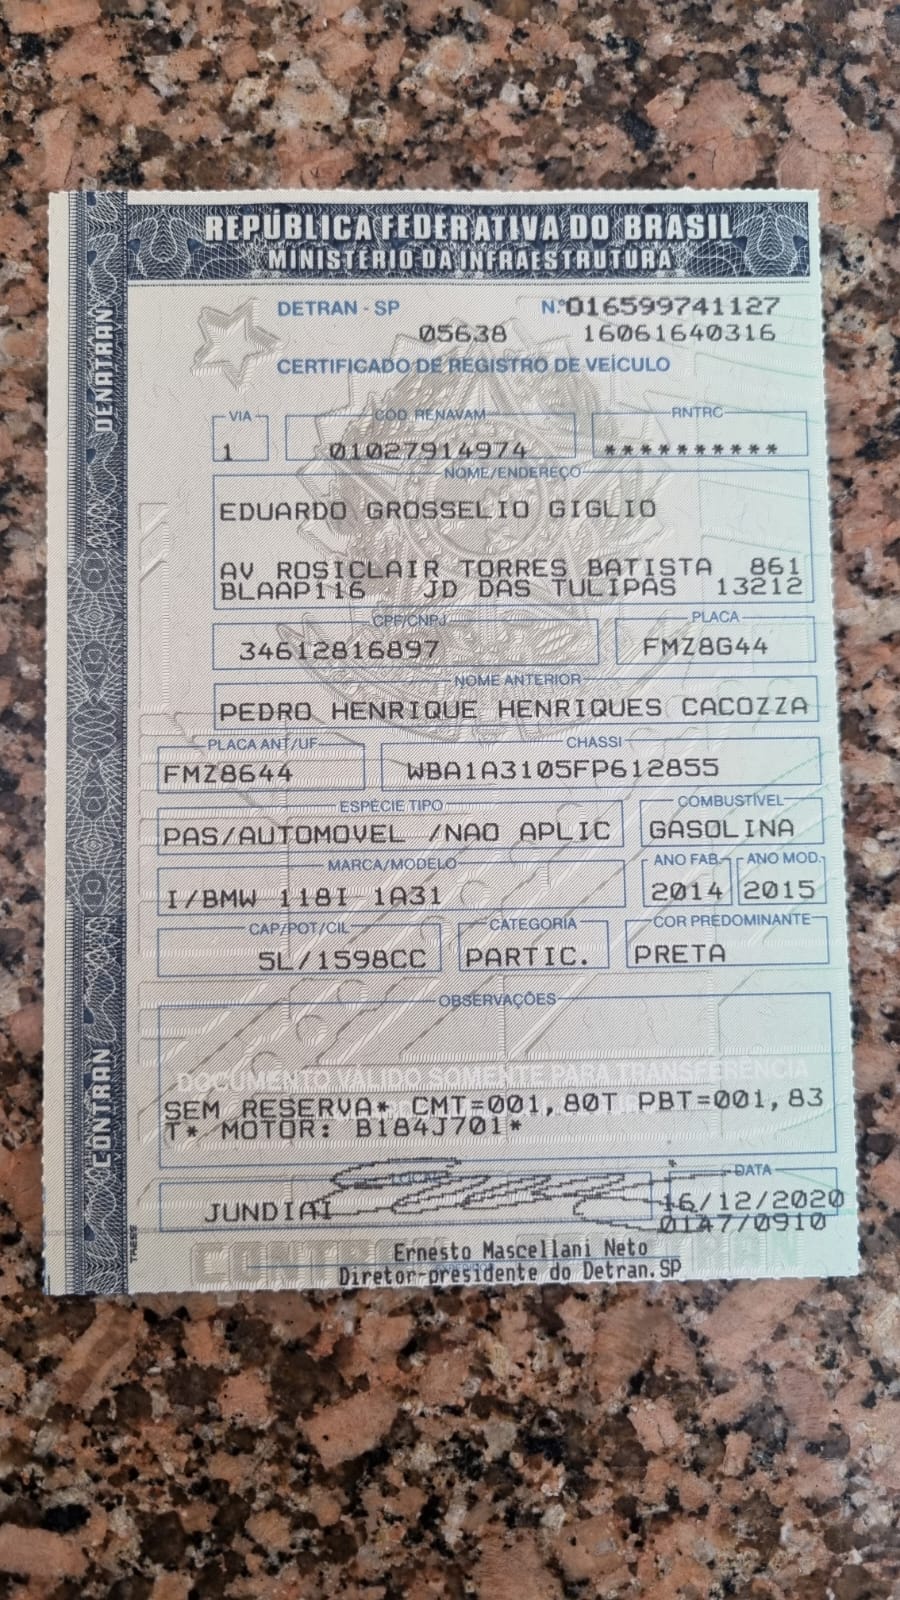 REPÚBLICA FEDERATIVA DO BRASIL
MINISTÉRIO DA INFRAESTRUTURA
DENATRAN
CONTRAN
DETRAN - SP N.º 016599741127
05638 16061640316
CERTIFICADO DE REGISTRO DE VEÍCULO
VIA CÓD. RENAVAM RNTRC
1 01027914974 **********
NOME/ENDEREÇO
EDUARDO GROSSELIO GIGLIO
AV ROSICLAIR TORRES BATISTA 861
BLAAP116 JD DAS TULIPAS 13212
CPF/CNPJ PLACA
34612816897 FMZ8G44
NOME ANTERIOR
PEDRO HENRIQUE HENRIQUES CACOZZA
PLACA ANT/UF CHASSI
FMZ8644 WBA1A3105FP612855
ESPÉCIE TIPO COMBUSTÍVEL
PAS/AUTOMOVEL /NAO APLIC GASOLINA
MARCA/MODELO ANO FAB. ANO MOD.
I/BMW 118I 1A31 2014 2015
CAP/POT/CIL CATEGORIA COR PREDOMINANTE
5L/1598CC PARTIC. PRETA
OBSERVAÇÕES
DOCUMENTO VÁLIDO SOMENTE PARA TRANSFERÊNCIA
SEM RESERVA* CMT=001,80T PBT=001,83
T* MOTOR: B184J701*
LOCAL DATA
JUNDIAI 16/12/2020
0147/0910
Ernesto Mascellani Neto
Diretor-presidente do Detran.SP